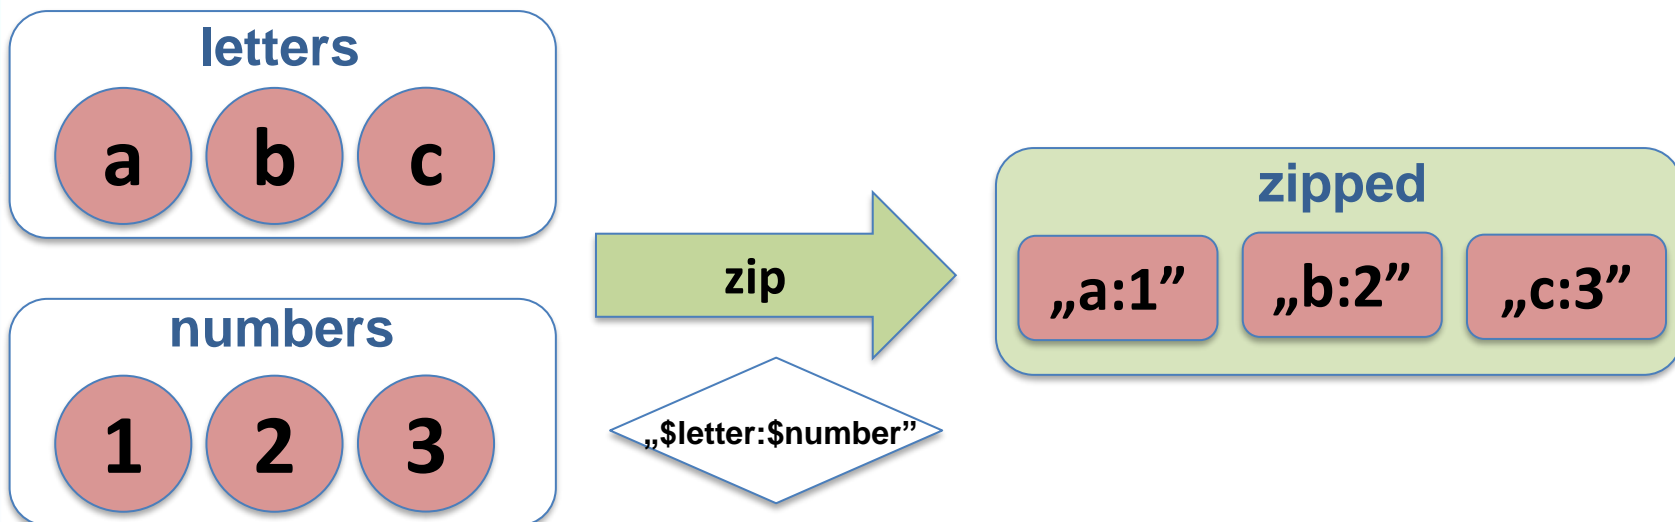 letters
a b c
numbers
1 2 3
zip
„$letter:$number”
zipped
„a:1” „b:2” „c:3”